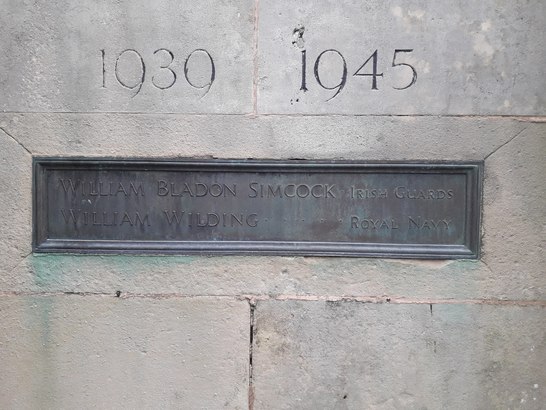 1939 1945
WILLIAM BLADON SIMCOCK IRISH GUARDS
WILLIAM WILDING . . . . . . ROYAL NAVY